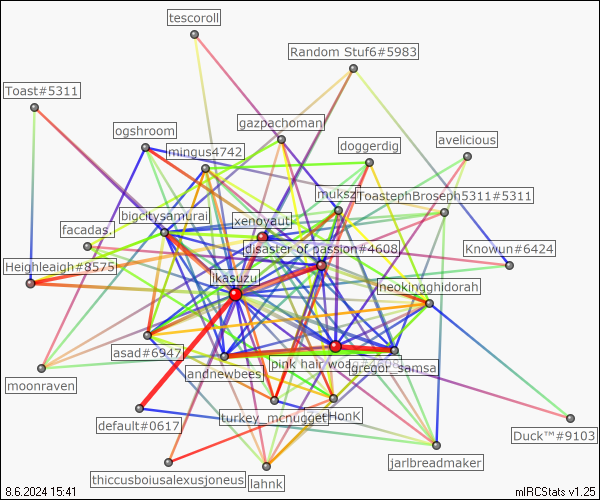 tescoroll
Random Stuf6#5983
Toast#5311
gazpachoman
ogshroom
avelicious
doggerdig
mingus4742
muksz
ToastephBroseph5311#5311
bigcitysamurai
xenoyaut
facadas.
disaster of passion#4608
Knowun#6424
Heighleaigh#8575
ikasuzu
neokingghidorah
asad#6947
pink hair
gregor_samsa
andnewbees
moonraven
turkey_mcnugget
HonK
default#0617
Duck™#9103
jarlbreadmaker
thiccusboiusalexusjoneus
lahnk
8.6.2024 15:41
mIRCStats v1.25